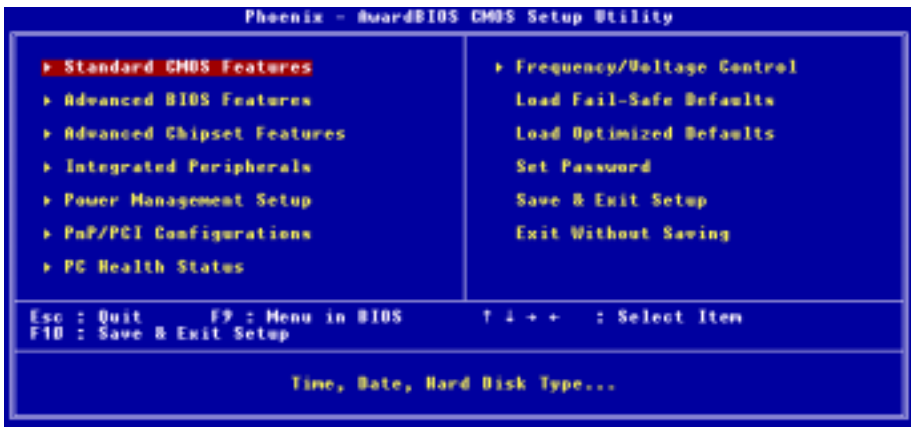 Phoenix - AwardBIOS CMOS Setup Utility
▸ Standard CMOS Features
▸ Advanced BIOS Features
▸ Advanced Chipset Features
▸ Integrated Peripherals
▸ Power Management Setup
▸ PnP/PCI Configurations
▸ PC Health Status
▸ Frequency/Voltage Control
Load Fail-Safe Defaults
Load Optimized Defaults
Set Password
Save & Exit Setup
Exit Without Saving
Esc : Quit F9 : Menu in BIOS ↑ ↓ → ← : Select Item
F10 : Save & Exit Setup
Time, Date, Hard Disk Type...